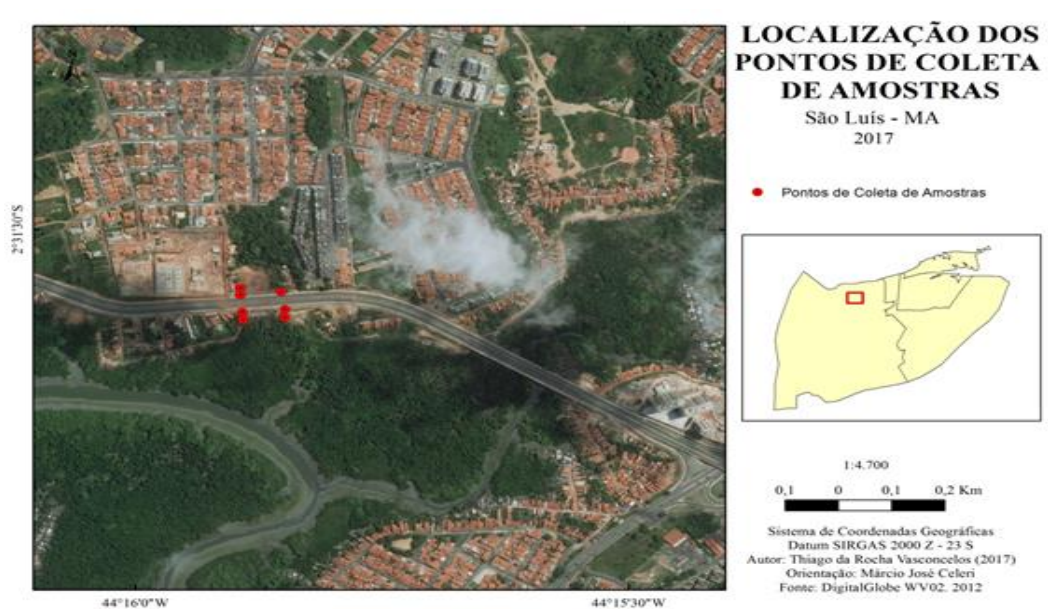 LOCALIZAÇÃO DOS
PONTOS DE COLETA
DE AMOSTRAS
São Luís - MA
2017
Pontos de Coleta de Amostras
2°31'30"S
44°16'0"W
44°15'30"W
1:4.700
0,1 0 0,1 0,2 Km
Sistema de Coordenadas Geográficas
Datum SIRGAS 2000 Z - 23 S
Autor: Thiago da Rocha Vasconcelos (2017)
Orientação: Márcio José Celeri
Fonte: DigitalGlobe WV02. 2012